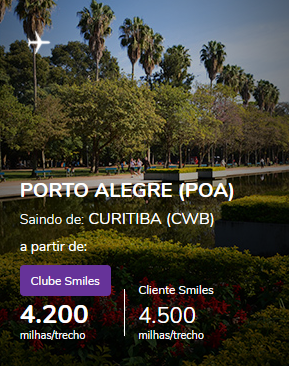 PORTO ALEGRE (POA)
Saindo de: CURITIBA (CWB)
a partir de:
Clube Smiles
4.200
milhas/trecho
Cliente Smiles
4.500
milhas/trecho